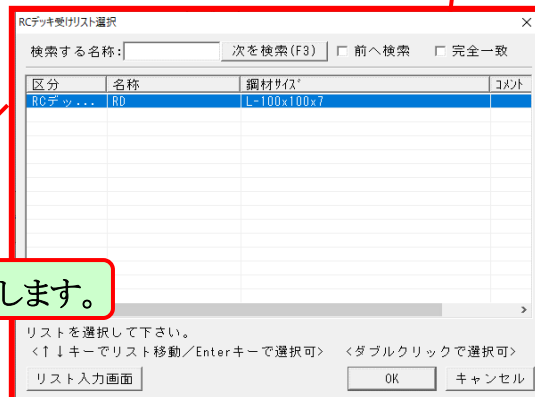 RCデッキ受けリスト選択
検索する名称:
次を検索(F3)
前へ検索
完全一致
区分 名称 鋼材ｻｲｽﾞ ｺﾒﾝﾄ
RCデッ... RD L-100x100x7
します。
リストを選択して下さい。
<↑↓キーでリスト移動／Enterキーで選択可> <ダブルクリックで選択可>
リスト入力画面
OK
キャンセル